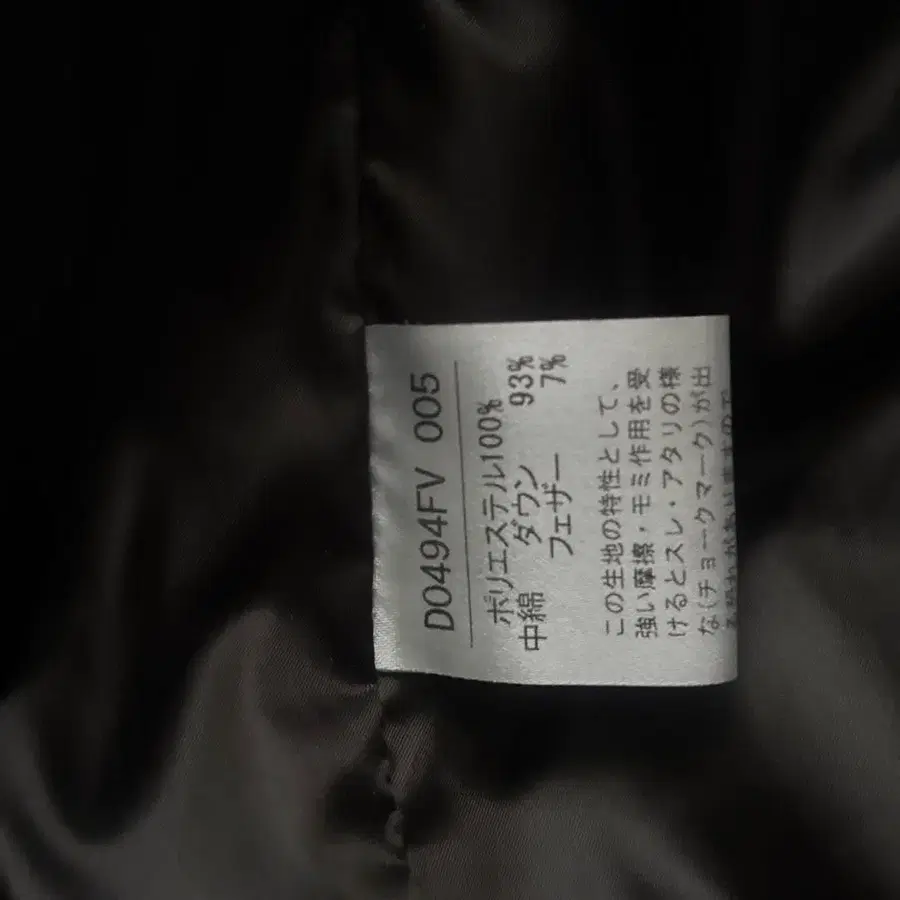 D0494FV 005
ポリエステル100%
中綿 ダウン 93%
フェザー 7%
この生地の特性として、
強い摩擦・モミ作用を受
けるとスレ・アタリの様
な(チョークマーク)が出